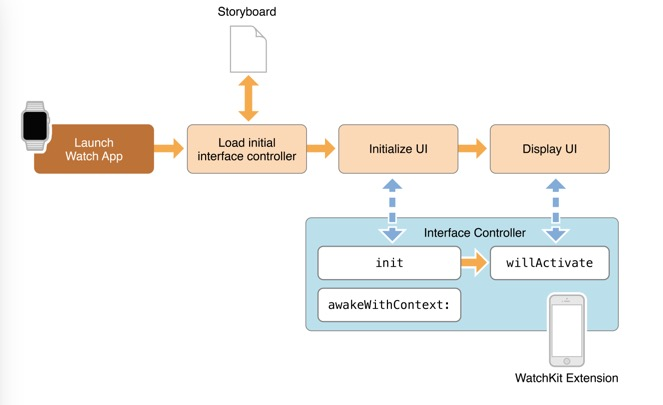 Storyboard
Launch
Watch App
Load initial
interface controller
Initialize UI
Display UI
Interface Controller
init
willActivate
awakeWithContext:
WatchKit Extension